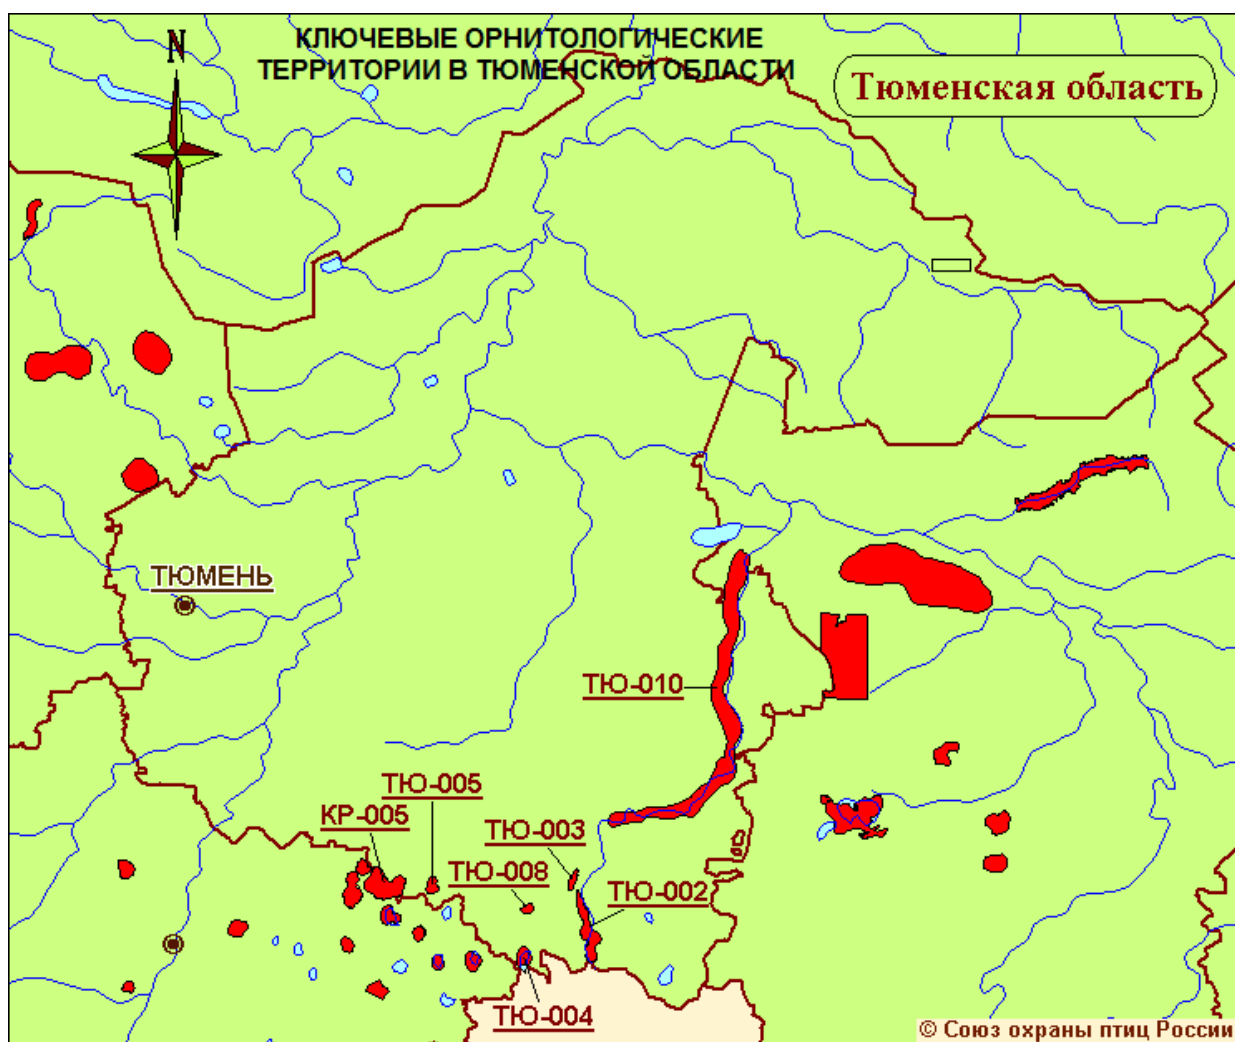 N
КЛЮЧЕВЫЕ ОРНИТОЛОГИЧЕСКИЕ
ТЕРРИТОРИИ В ТЮМЕНСКОЙ ОБЛАСТИ
Тюменская область
ТЮМЕНЬ
ТЮ-010
ТЮ-005
КР-005
ТЮ-003
ТЮ-008
ТЮ-002
ТЮ-004
© Союз охраны птиц России